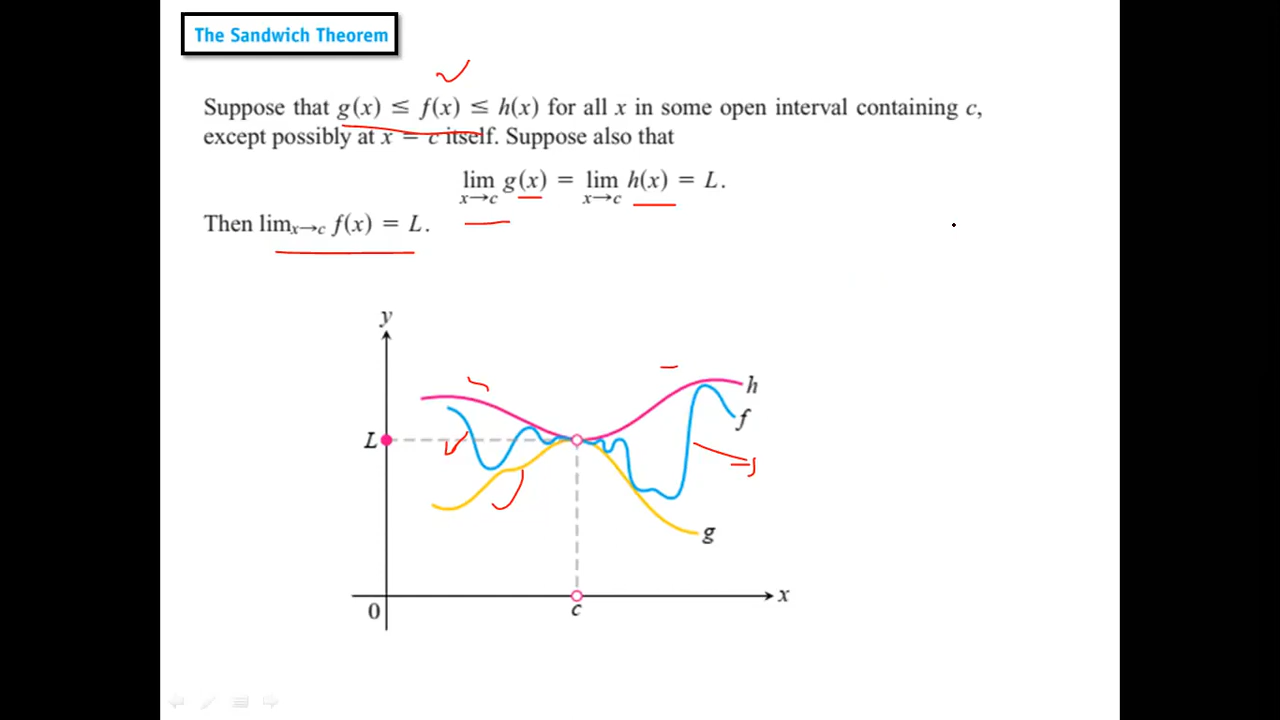 The Sandwich Theorem
Suppose that g(x) ≤ f(x) ≤ h(x) for all x in some open interval containing c,
except possibly at x = c itself. Suppose also that
lim g(x) = lim h(x) = L.
x→c x→c
Then limx→c f(x) = L.
y
h
f
L
g
x
0
c